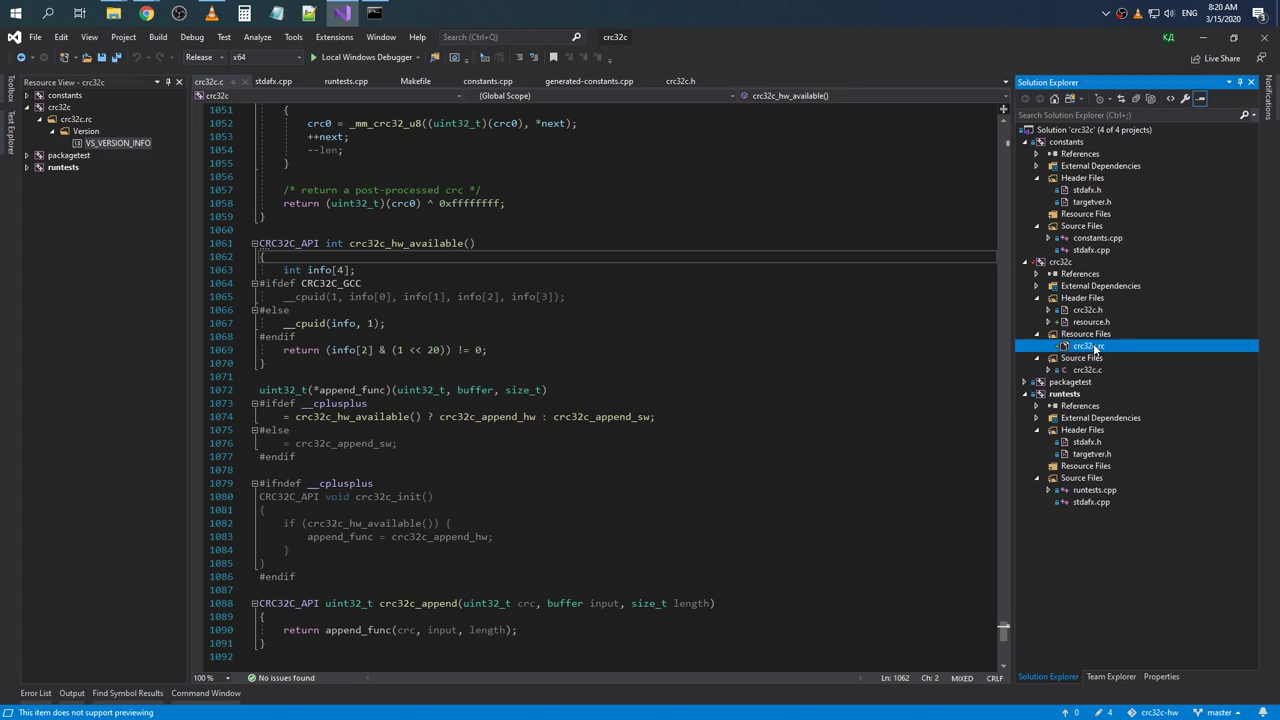 ENG
8:20 AM
3/15/2020
3
File Edit View Project Build Debug Test Analyze Tools Extensions Window Help
Search (Ctrl+Q)
crc32c
КД
Release
x64
Local Windows Debugger
Live Share
Toolbox
Test Explorer
Resource View - crc32c
constants
crc32c
crc32c.rc
Version
VS_VERSION_INFO
packagetest
runtests
crc32c.c stdafx.cpp runtests.cpp Makefile constants.cpp generated-constants.cpp crc32c.h
crc32c (Global Scope) crc32c_hw_available()
1051 {
1052 crc0 = _mm_crc32_u8((uint32_t)(crc0), *next);
1053 ++next;
1054 --len;
1055 }
1056
1057 /* return a post-processed crc */
1058 return (uint32_t)(crc0) ^ 0xffffffff;
1059 }
1060
1061 CRC32C_API int crc32c_hw_available()
1062 {
1063 int info[4];
1064 #ifdef CRC32C_GCC
1065 __cpuid(1, info[0], info[1], info[2], info[3]);
1066 #else
1067 __cpuid(info, 1);
1068 #endif
1069 return (info[2] & (1 << 20)) != 0;
1070 }
1071
1072 uint32_t(*append_func)(uint32_t, buffer, size_t)
1073 #ifdef __cplusplus
1074 = crc32c_hw_available() ? crc32c_append_hw : crc32c_append_sw;
1075 #else
1076 = crc32c_append_sw;
1077 #endif
1078
1079 #ifndef __cplusplus
1080 CRC32C_API void crc32c_init()
1081 {
1082 if (crc32c_hw_available()) {
1083 append_func = crc32c_append_hw;
1084 }
1085 }
1086 #endif
1087
1088 CRC32C_API uint32_t crc32c_append(uint32_t crc, buffer input, size_t length)
1089 {
1090 return append_func(crc, input, length);
1091 }
1092
100 %
No issues found
Ln: 1062 Ch: 2 MIXED CRLF
Solution Explorer
Search Solution Explorer (Ctrl+;)
Solution 'crc32c' (4 of 4 projects)
constants
References
External Dependencies
Header Files
stdafx.h
targetver.h
Resource Files
Source Files
constants.cpp
stdafx.cpp
crc32c
References
External Dependencies
Header Files
crc32c.h
resource.h
Resource Files
crc32c.rc
Source Files
crc32c.c
packagetest
runtests
References
External Dependencies
Header Files
stdafx.h
targetver.h
Resource Files
Source Files
runtests.cpp
stdafx.cpp
Solution Explorer Team Explorer Properties
Notifications
Error List Output Find Symbol Results Command Window
This item does not support previewing
0
4
crc32c-hw
master
1